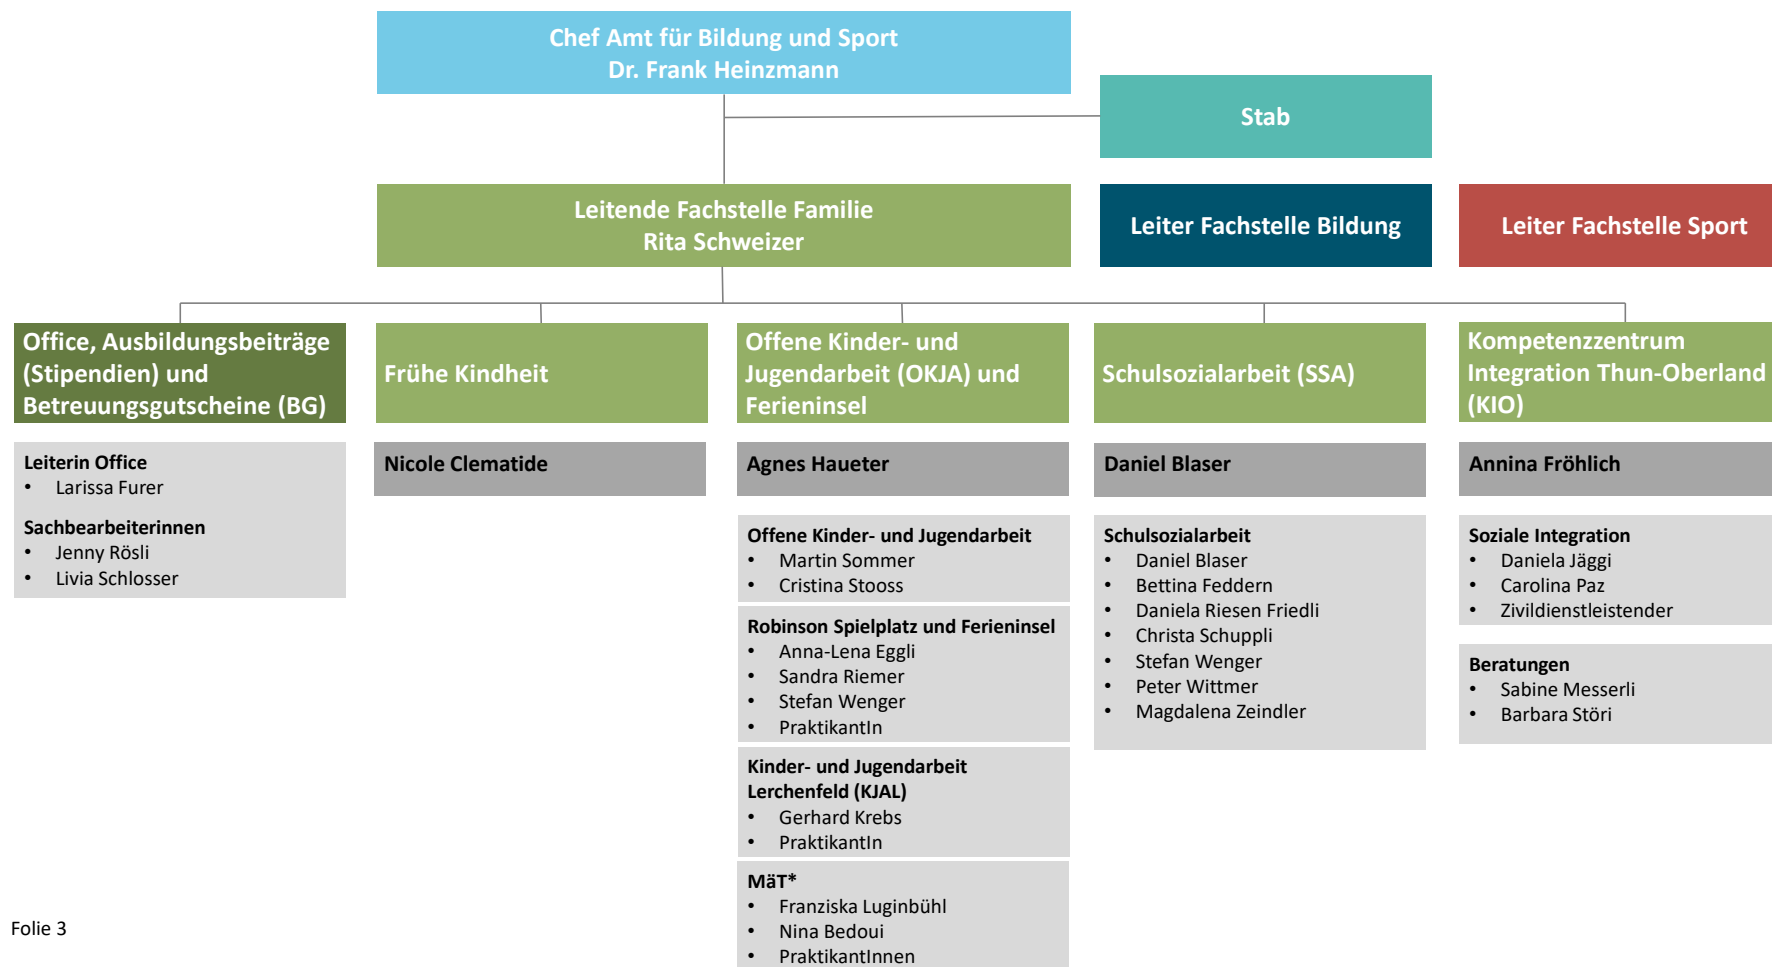 Chef Amt für Bildung und Sport
Dr. Frank Heinzmann
Stab
Leitende Fachstelle Familie
Rita Schweizer
Leiter Fachstelle Bildung
Leiter Fachstelle Sport
Office, Ausbildungsbeiträge
(Stipendien) und
Betreuungsgutscheine (BG)
Leiterin Office
• Larissa Furer
Sachbearbeiterinnen
• Jenny Rösli
• Livia Schlosser
Frühe Kindheit
Nicole Clematide
Offene Kinder- und
Jugendarbeit (OKJA) und
Ferieninsel
Agnes Haueter
Offene Kinder- und Jugendarbeit
• Martin Sommer
• Cristina Stooss
Robinson Spielplatz und Ferieninsel
• Anna-Lena Eggli
• Sandra Riemer
• Stefan Wenger
• PraktikantIn
Kinder- und Jugendarbeit
Lerchenfeld (KJAL)
• Gerhard Krebs
• PraktikantIn
MäT*
• Franziska Luginbühl
• Nina Bedoui
• PraktikantInnen
Schulsozialarbeit (SSA)
Daniel Blaser
Schulsozialarbeit
• Daniel Blaser
• Bettina Feddern
• Daniela Riesen Friedli
• Christa Schuppli
• Stefan Wenger
• Peter Wittmer
• Magdalena Zeindler
Kompetenzzentrum
Integration Thun-Oberland
(KIO)
Annina Fröhlich
Soziale Integration
• Daniela Jäggi
• Carolina Paz
• Zivildienstleistender
Beratungen
• Sabine Messerli
• Barbara Störi
Folie 3